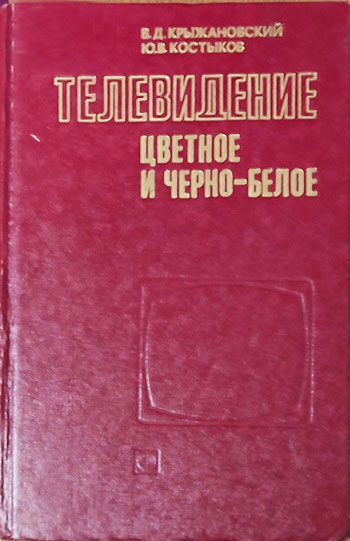 В.Д. КРЫЖАНОВСКИЙ
Ю.В. КОСТЫКОВ
ТЕЛЕВИДЕНИЕ
ЦВЕТНОЕ
И ЧЕРНО-БЕЛОЕ